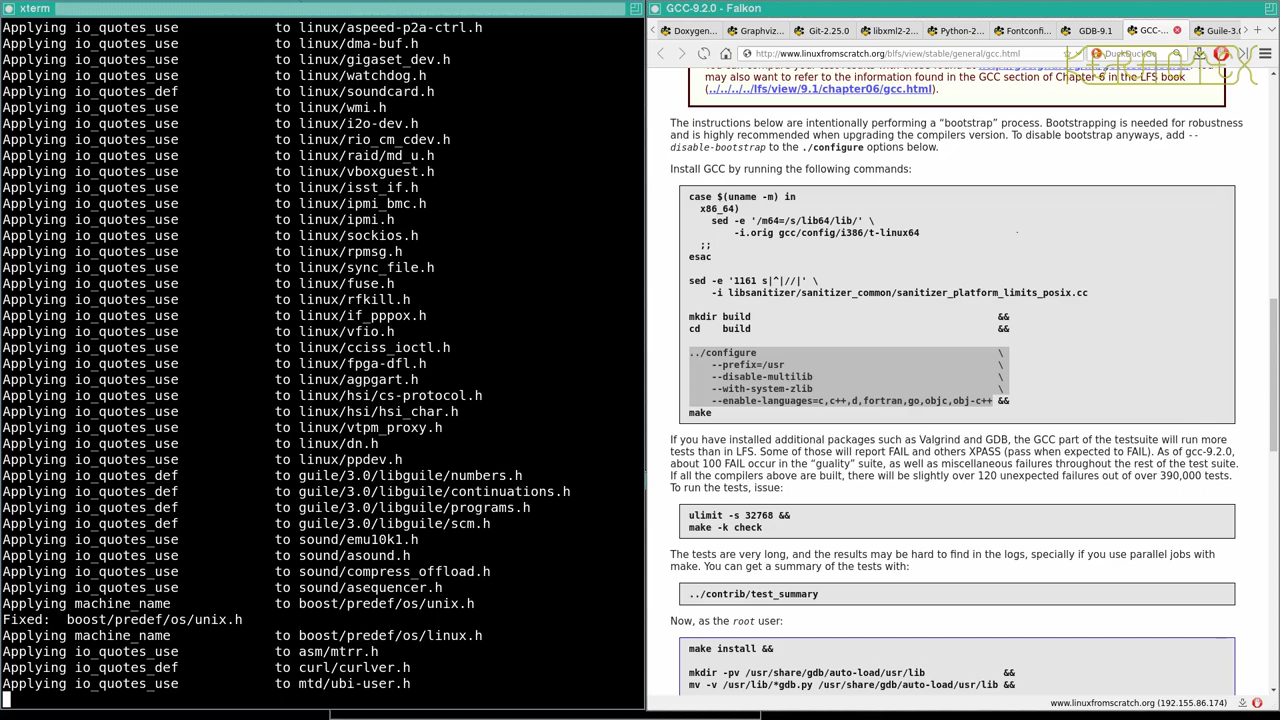 xterm
Applying io_quotes_use to linux/aspeed-p2a-ctrl.h
Applying io_quotes_use to linux/dma-buf.h
Applying io_quotes_use to linux/gigaset_dev.h
Applying io_quotes_use to linux/watchdog.h
Applying io_quotes_def to linux/soundcard.h
Applying io_quotes_use to linux/wmi.h
Applying io_quotes_use to linux/i2o-dev.h
Applying io_quotes_use to linux/rio_cm_cdev.h
Applying io_quotes_use to linux/raid/md_u.h
Applying io_quotes_use to linux/vboxguest.h
Applying io_quotes_use to linux/isst_if.h
Applying io_quotes_use to linux/ipmi_bmc.h
Applying io_quotes_use to linux/ipmi.h
Applying io_quotes_use to linux/sockios.h
Applying io_quotes_use to linux/rpmsg.h
Applying io_quotes_use to linux/sync_file.h
Applying io_quotes_use to linux/fuse.h
Applying io_quotes_use to linux/rfkill.h
Applying io_quotes_use to linux/if_pppox.h
Applying io_quotes_use to linux/vfio.h
Applying io_quotes_use to linux/cciss_ioctl.h
Applying io_quotes_use to linux/fpga-dfl.h
Applying io_quotes_use to linux/agpgart.h
Applying io_quotes_use to linux/hsi/cs-protocol.h
Applying io_quotes_use to linux/hsi/hsi_char.h
Applying io_quotes_use to linux/vtpm_proxy.h
Applying io_quotes_use to linux/dn.h
Applying io_quotes_use to linux/ppdev.h
Applying io_quotes_def to guile/3.0/libguile/numbers.h
Applying io_quotes_def to guile/3.0/libguile/continuations.h
Applying io_quotes_def to guile/3.0/libguile/programs.h
Applying io_quotes_def to guile/3.0/libguile/scm.h
Applying io_quotes_use to sound/emu10k1.h
Applying io_quotes_use to sound/asound.h
Applying io_quotes_use to sound/compress_offload.h
Applying io_quotes_use to sound/asequencer.h
Applying machine_name to boost/predef/os/unix.h
Fixed: boost/predef/os/unix.h
Applying machine_name to boost/predef/os/linux.h
Applying io_quotes_use to asm/mtrr.h
Applying io_quotes_def to curl/curlver.h
Applying io_quotes_use to mtd/ubi-user.h
GCC-9.2.0 - Falkon
Doxygen... Graphviz... Git-2.25.0 libxml2-... Python-2... Fontconfi... GDB-9.1 GCC-... Guile-3.0
http://www.linuxfromscratch.org/blfs/view/stable/general/gcc.html
DuckDuckGo
KERNOTEX
may also want to refer to the information found in the GCC section of Chapter 6 in the LFS book
(../../../../lfs/view/9.1/chapter06/gcc.html).
The instructions below are intentionally performing a “bootstrap” process. Bootstrapping is needed for robustness
and is highly recommended when upgrading the compilers version. To disable bootstrap anyways, add --
disable-bootstrap to the ./configure options below.
Install GCC by running the following commands:
case $(uname -m) in
x86_64)
sed -e '/m64=/s/lib64/lib/' \
-i.orig gcc/config/i386/t-linux64
;;
esac
sed -e '1161 s|^|//|' \
-i libsanitizer/sanitizer_common/sanitizer_platform_limits_posix.cc
mkdir build &&
cd build &&
../configure \
--prefix=/usr \
--disable-multilib \
--with-system-zlib \
--enable-languages=c,c++,d,fortran,go,objc,obj-c++ &&
make
If you have installed additional packages such as Valgrind and GDB, the GCC part of the testsuite will run more
tests than in LFS. Some of those will report FAIL and others XPASS (pass when expected to FAIL). As of gcc-9.2.0,
about 100 FAIL occur in the “guality” suite, as well as miscellaneous failures throughout the rest of the test suite.
If all the compilers above are built, there will be slightly over 120 unexpected failures out of over 390,000 tests.
To run the tests, issue:
ulimit -s 32768 &&
make -k check
The tests are very long, and the results may be hard to find in the logs, specially if you use parallel jobs with
make. You can get a summary of the tests with:
../contrib/test_summary
Now, as the root user:
make install &&
mkdir -pv /usr/share/gdb/auto-load/usr/lib &&
mv -v /usr/lib/*gdb.py /usr/share/gdb/auto-load/usr/lib &&
www.linuxfromscratch.org (192.155.86.174)